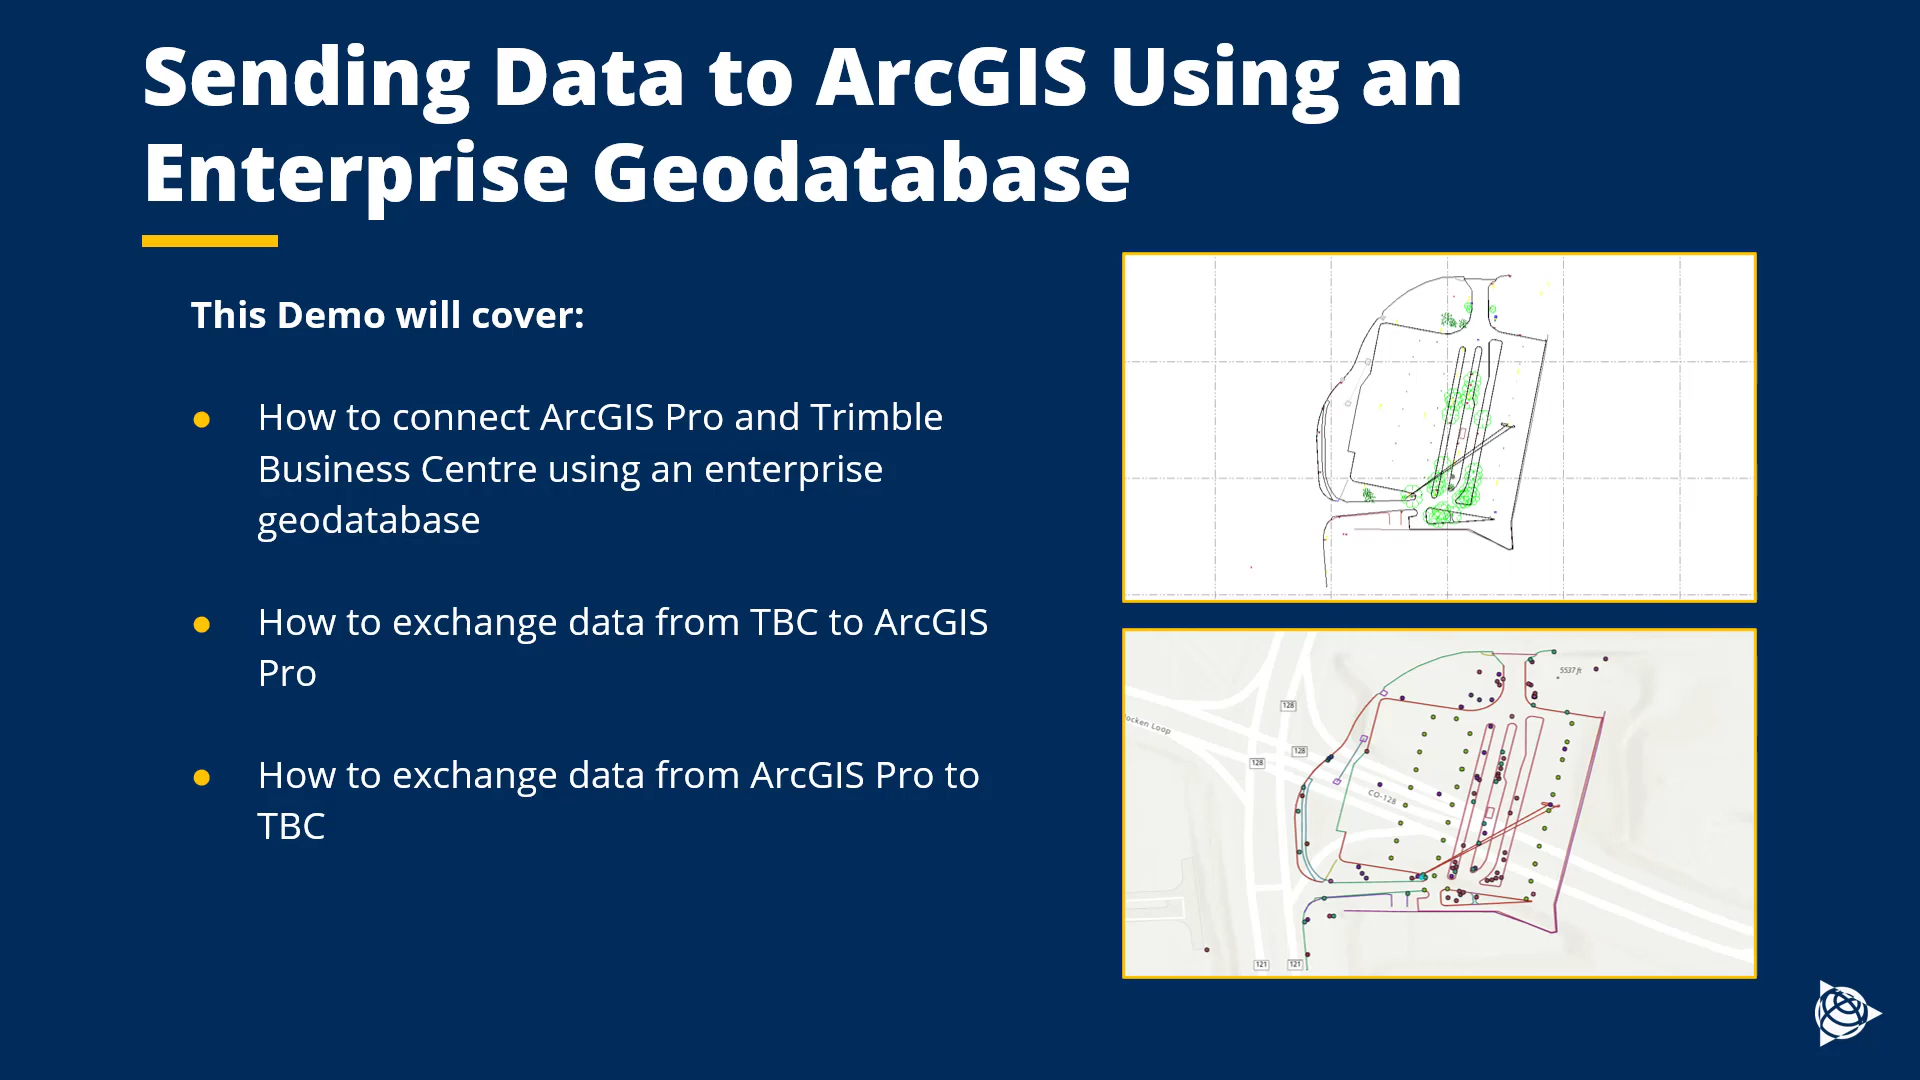 Sending Data to ArcGIS Using an
Enterprise Geodatabase
This Demo will cover:
● How to connect ArcGIS Pro and Trimble
Business Centre using an enterprise
geodatabase
● How to exchange data from TBC to ArcGIS
Pro
● How to exchange data from ArcGIS Pro to
TBC
5537 ft
128
Loop
128
128
CO-128
121
121